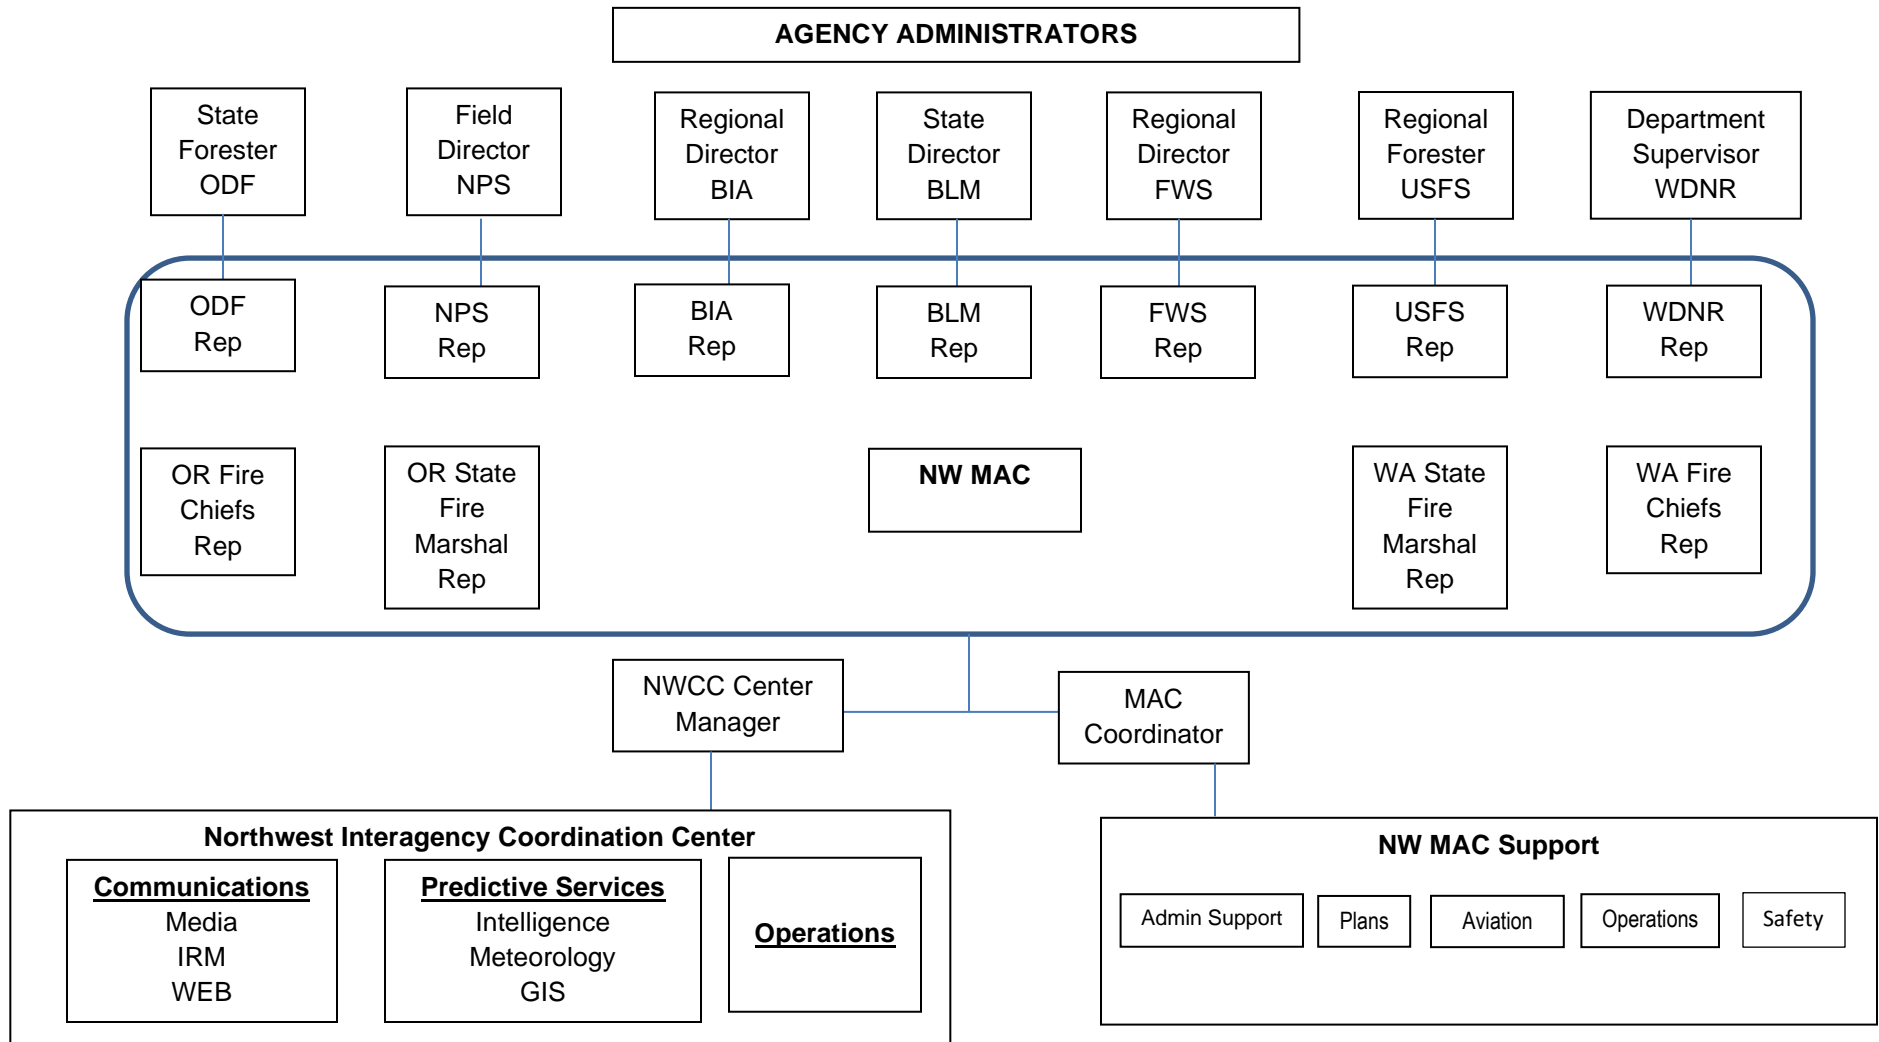 AGENCY ADMINISTRATORS
State
Forester
ODF
Field
Director
NPS
Regional
Director
BIA
State
Director
BLM
Regional
Director
FWS
Regional
Forester
USFS
Department
Supervisor
WDNR
ODF
Rep
NPS
Rep
BIA
Rep
BLM
Rep
FWS
Rep
USFS
Rep
WDNR
Rep
OR Fire
Chiefs
Rep
OR State
Fire
Marshal
Rep
NW MAC
WA State
Fire
Marshal
Rep
WA Fire
Chiefs
Rep
NWCC Center
Manager
MAC
Coordinator
Northwest Interagency Coordination Center
Communications
Media
IRM
WEB
Predictive Services
Intelligence
Meteorology
GIS
Operations
NW MAC Support
Admin Support
Plans
Aviation
Operations
Safety